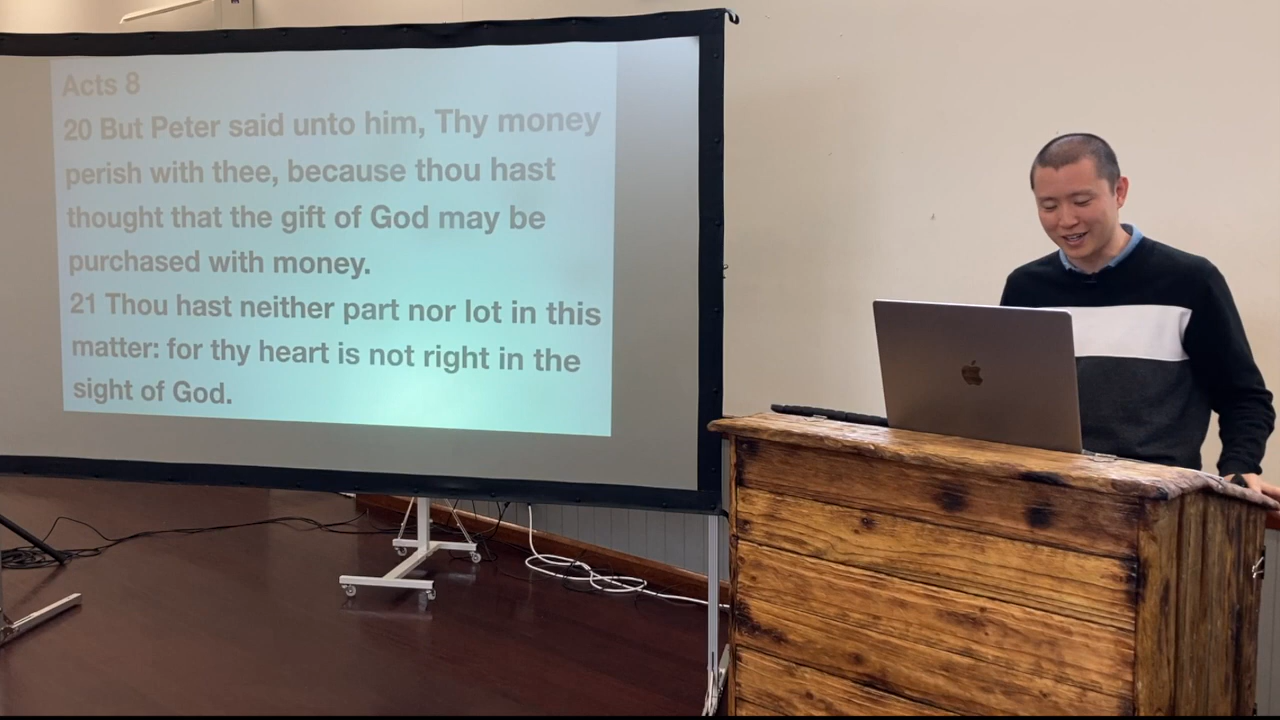 Acts 8
20 But Peter said unto him, Thy money
perish with thee, because thou hast
thought that the gift of God may be
purchased with money.
21 Thou hast neither part nor lot in this
matter: for thy heart is not right in the
sight of God.